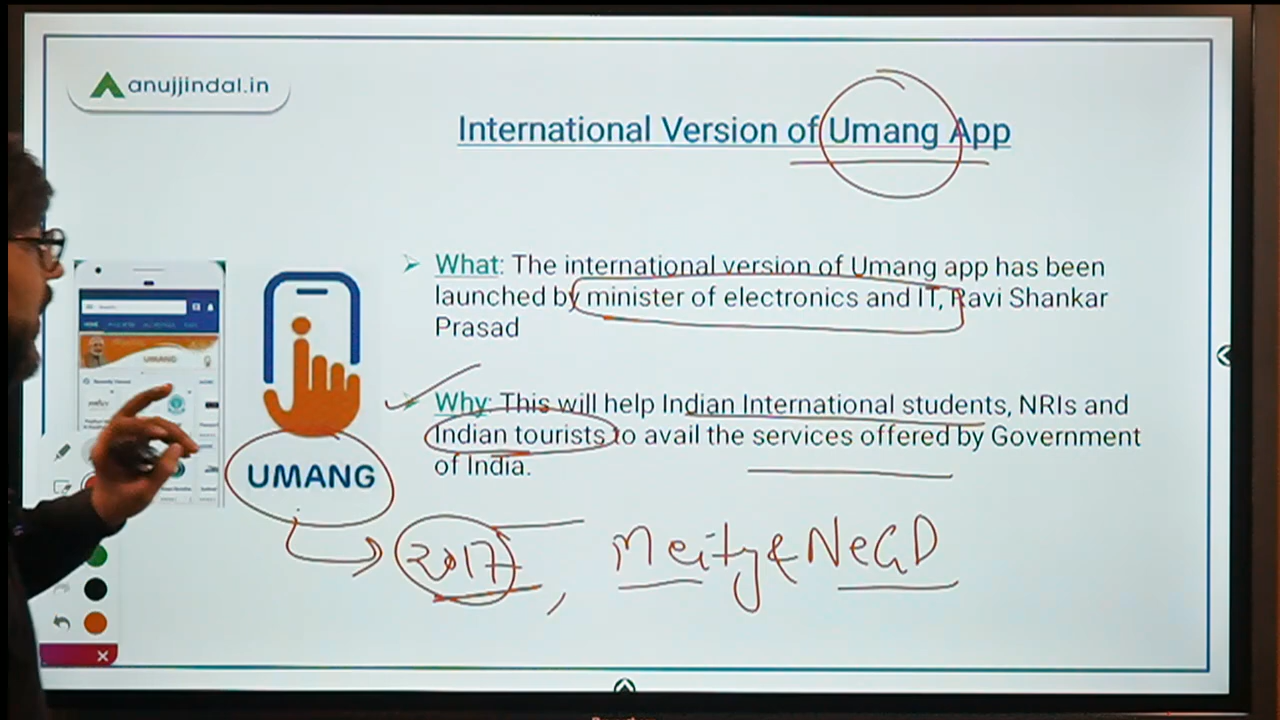 anujjindal.in
International Version of Umang App
What: The international version of Umang app has been
launched by minister of electronics and IT, Ravi Shankar
Prasad
Why: This will help Indian International students, NRIs and
Indian tourists to avail the services offered by Government
of India.
UMANG
UMANG
2017, Meity & NeGD